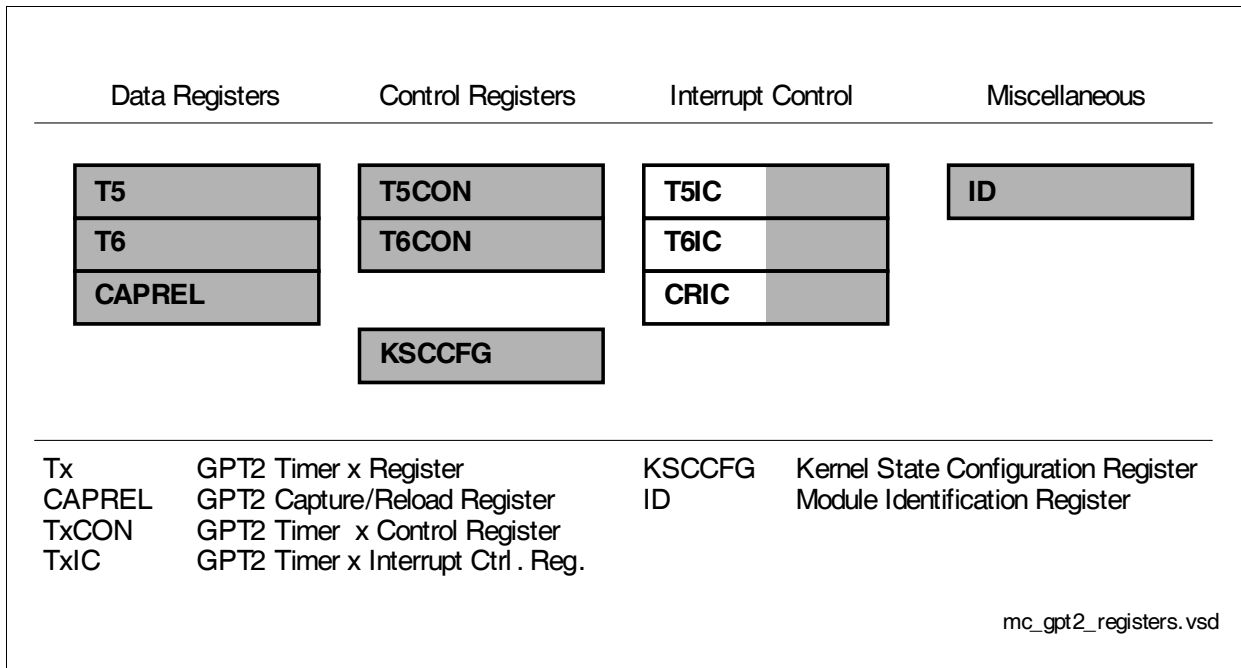 Data Registers Control Registers Interrupt Control Miscellaneous
T5 T5CON T5IC ID
T6 T6CON T6IC
CAPREL CRIC
KSCCFG
Tx GPT2 Timer x Register KSCCFG Kernel State Configuration Register
CAPREL GPT2 Capture/Reload Register ID Module Identification Register
TxCON GPT2 Timer x Control Register
TxIC GPT2 Timer x Interrupt Ctrl . Reg.
mc_gpt2_registers.vsd